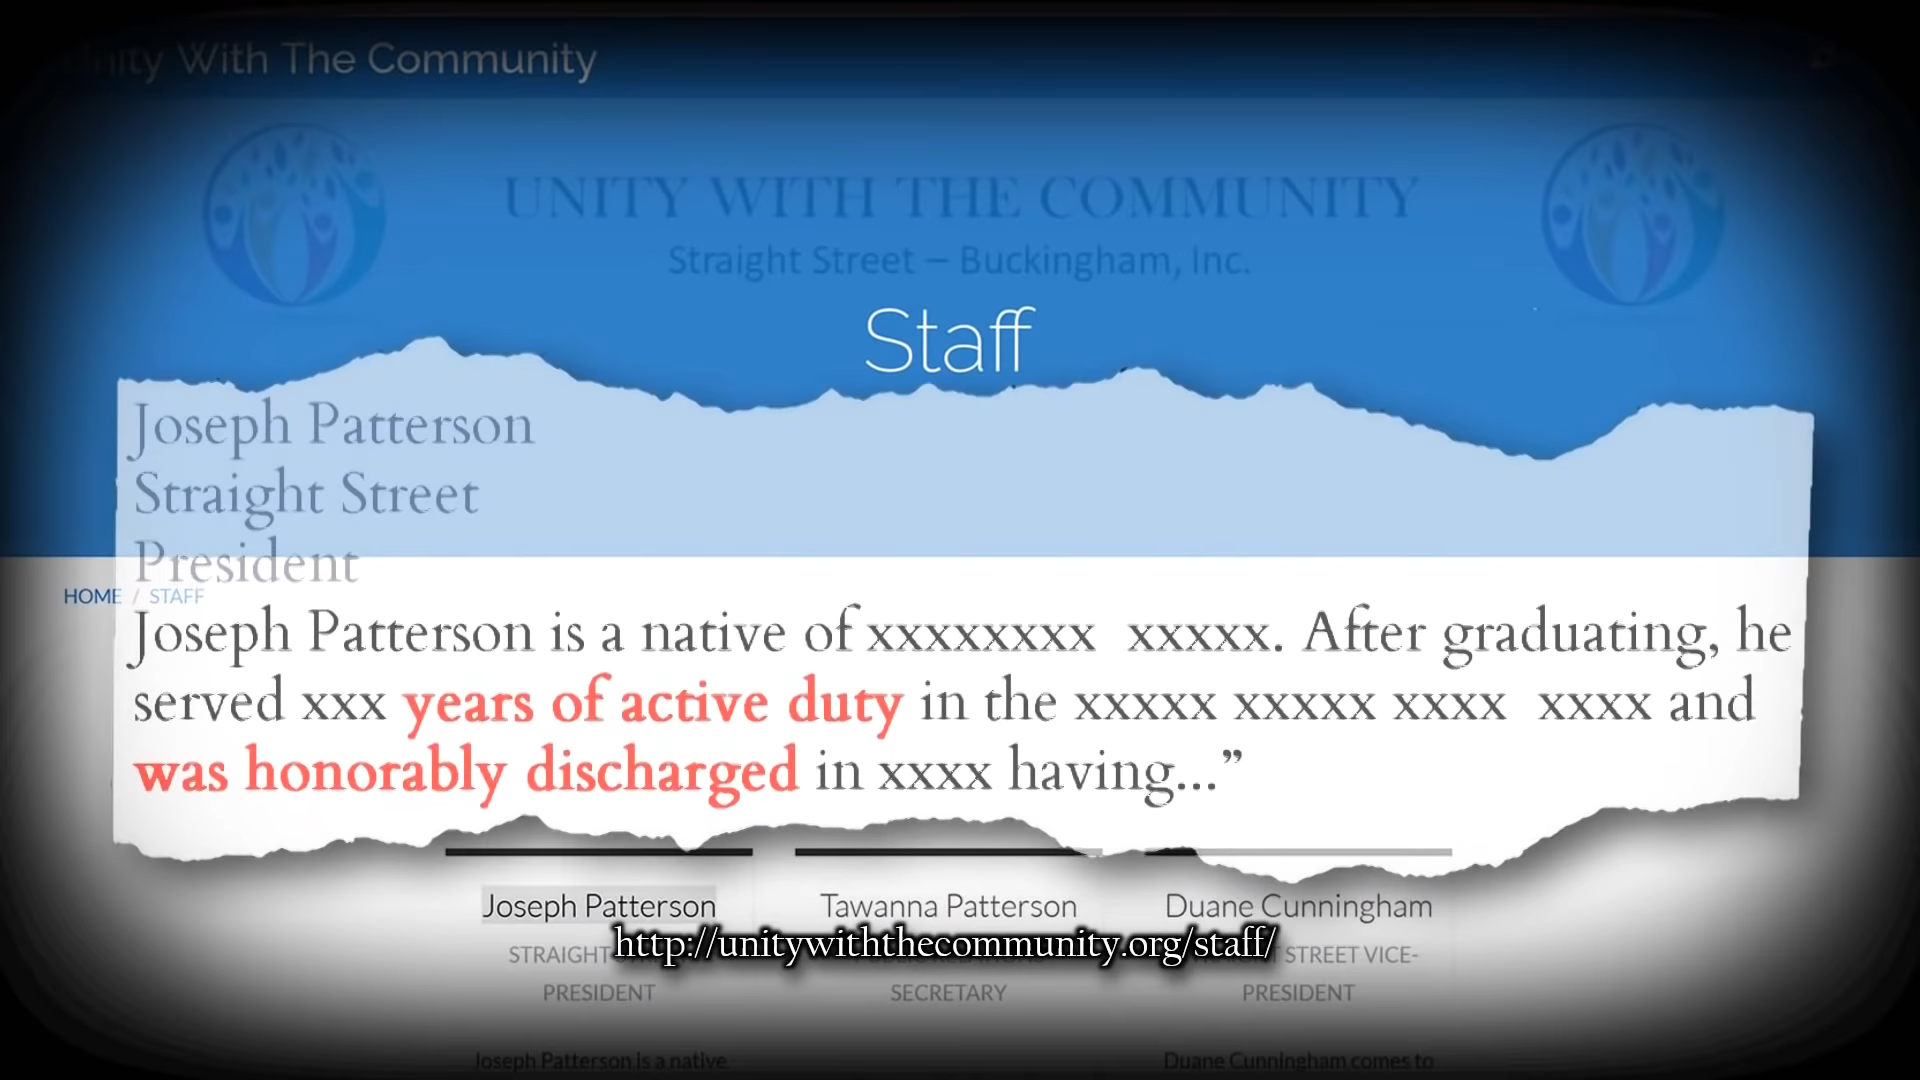 nity With The Community
UNITY WITH THE COMMUNITY
Straight Street – Buckingham, Inc.
Staff
Joseph Patterson
Straight Street
President
HOME / STAFF
Joseph Patterson is a native of xxxxxxxx xxxxx. After graduating, he
served xxx years of active duty in the xxxxx xxxxx xxxx xxxx and
was honorably discharged in xxxx having...”
Joseph Patterson Tawanna Patterson Duane Cunningham
http://unitywiththecommunity.org/staff/
STRAIGHT STREET VICE-
PRESIDENT SECRETARY PRESIDENT
Joseph Patterson is a native Duane Cunningham comes to